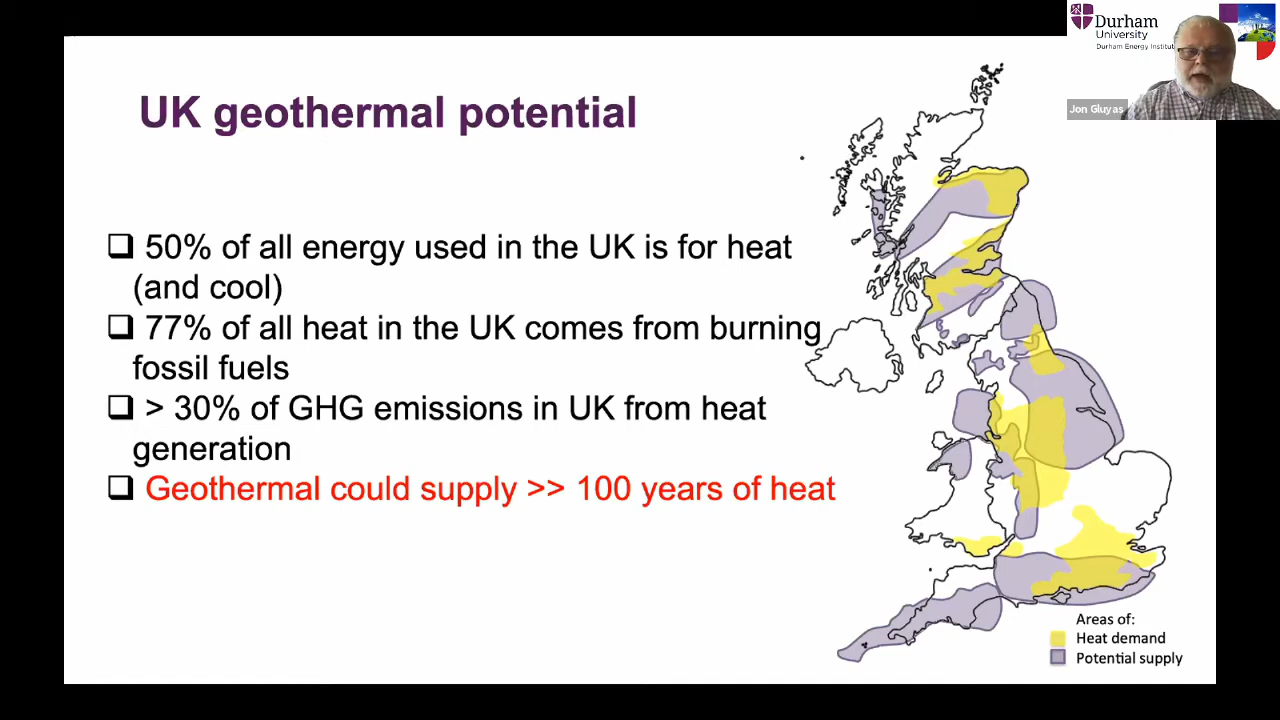 Durham
University
Durham Energy Institute
Jon Gluyas
UK geothermal potential
50% of all energy used in the UK is for heat
(and cool)
77% of all heat in the UK comes from burning
fossil fuels
> 30% of GHG emissions in UK from heat
generation
Geothermal could supply >> 100 years of heat
Areas of:
Heat demand
Potential supply